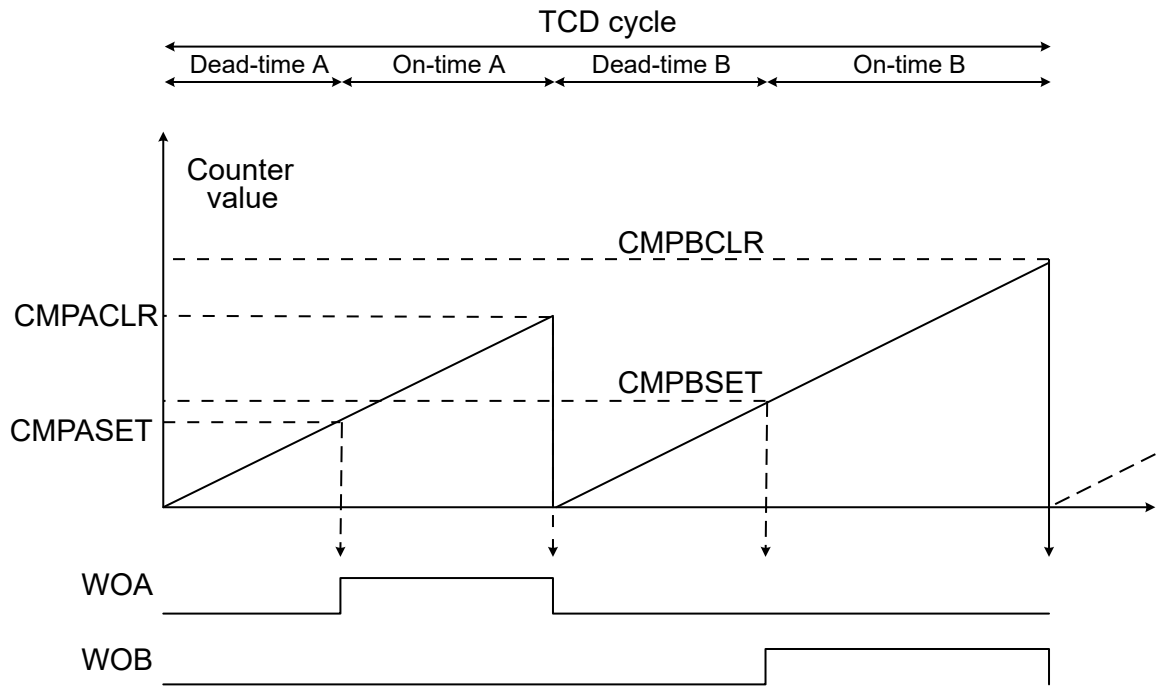 TCD cycle
Dead-time A
On-time A
Dead-time B
On-time B
Counter
value
CMPBCLR
CMPACLR
CMPBSET
CMPASET
WOA
WOB